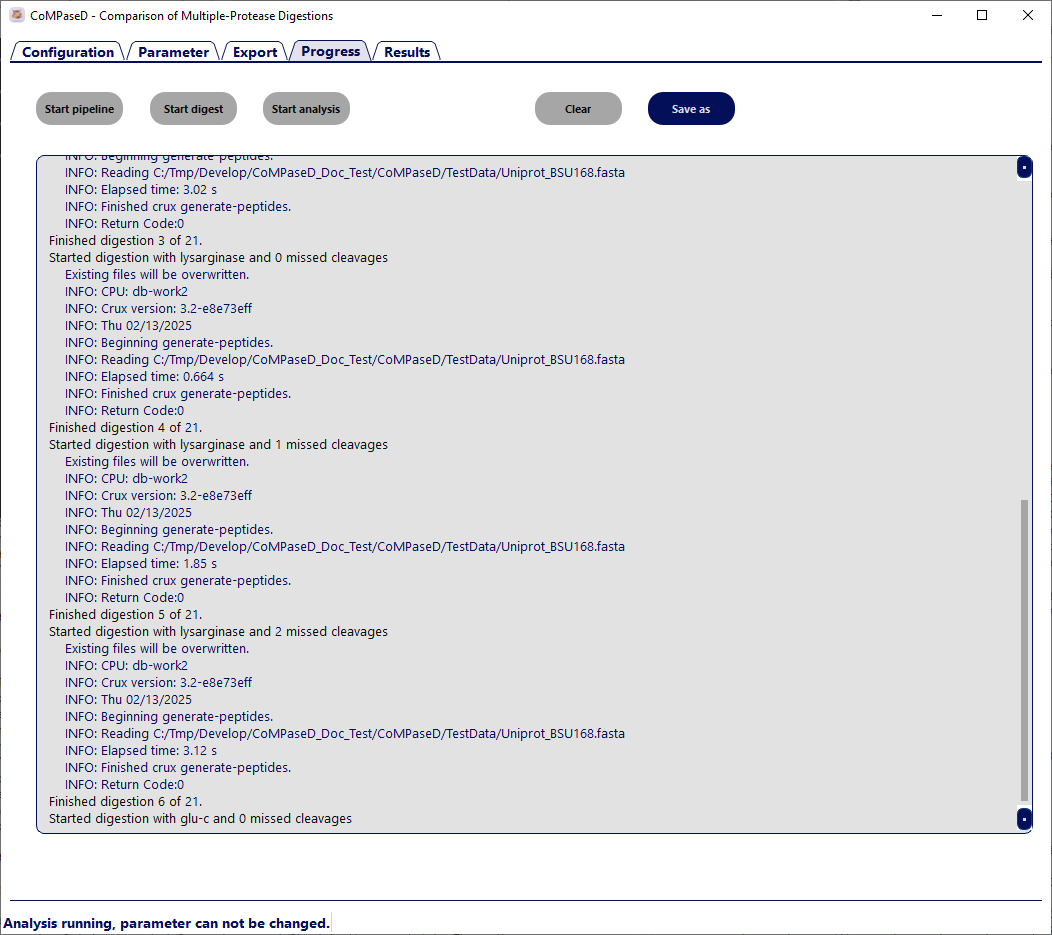 CoMPaseD - Comparison of Multiple-Protease Digestions
Configuration Parameter Export Progress Results
Start pipeline Start digest Start analysis Clear Save as
INFO: Beginning generate-peptides.
INFO: Reading C:/Tmp/Develop/CoMPaseD_Doc_Test/CoMPaseD/TestData/Uniprot_BSU168.fasta
INFO: Elapsed time: 3.02 s
INFO: Finished crux generate-peptides.
INFO: Return Code:0
Finished digestion 3 of 21.
Started digestion with lysarginase and 0 missed cleavages
Existing files will be overwritten.
INFO: CPU: db-work2
INFO: Crux version: 3.2-e8e73eff
INFO: Thu 02/13/2025
INFO: Beginning generate-peptides.
INFO: Reading C:/Tmp/Develop/CoMPaseD_Doc_Test/CoMPaseD/TestData/Uniprot_BSU168.fasta
INFO: Elapsed time: 0.664 s
INFO: Finished crux generate-peptides.
INFO: Return Code:0
Finished digestion 4 of 21.
Started digestion with lysarginase and 1 missed cleavages
Existing files will be overwritten.
INFO: CPU: db-work2
INFO: Crux version: 3.2-e8e73eff
INFO: Thu 02/13/2025
INFO: Beginning generate-peptides.
INFO: Reading C:/Tmp/Develop/CoMPaseD_Doc_Test/CoMPaseD/TestData/Uniprot_BSU168.fasta
INFO: Elapsed time: 1.85 s
INFO: Finished crux generate-peptides.
INFO: Return Code:0
Finished digestion 5 of 21.
Started digestion with lysarginase and 2 missed cleavages
Existing files will be overwritten.
INFO: CPU: db-work2
INFO: Crux version: 3.2-e8e73eff
INFO: Thu 02/13/2025
INFO: Beginning generate-peptides.
INFO: Reading C:/Tmp/Develop/CoMPaseD_Doc_Test/CoMPaseD/TestData/Uniprot_BSU168.fasta
INFO: Elapsed time: 3.12 s
INFO: Finished crux generate-peptides.
INFO: Return Code:0
Finished digestion 6 of 21.
Started digestion with glu-c and 0 missed cleavages
Analysis running, parameter can not be changed.